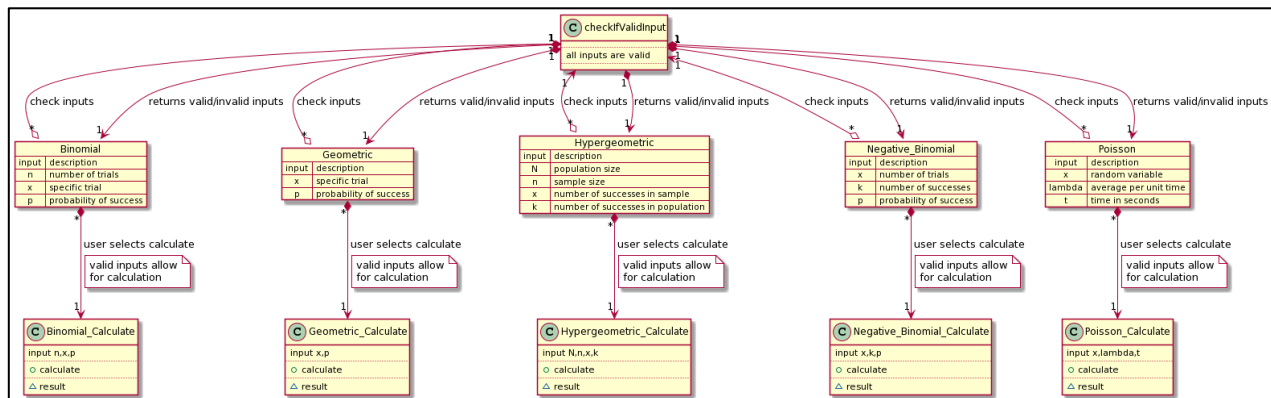 C checkIfValidInput
all inputs are valid
1 1 1 1 1 1 1 1
check inputs
returns valid/invalid inputs
check inputs
returns valid/invalid inputs
check inputs
returns valid/invalid inputs
check inputs
returns valid/invalid inputs
check inputs
returns valid/invalid inputs
* 1 * 1 * 1 * 1 * 1
Binomial
input description
n number of trials
x specific trial
p probability of success
Geometric
input description
x specific trial
p probability of success
Hypergeometric
input description
N population size
n sample size
x number of successes in sample
k number of successes in population
Negative_Binomial
input description
x number of trials
k number of successes
p probability of success
Poisson
input description
x random variable
lambda average per unit time
t time in seconds
* * * * *
user selects calculate
valid inputs allow
for calculation
user selects calculate
valid inputs allow
for calculation
user selects calculate
valid inputs allow
for calculation
user selects calculate
valid inputs allow
for calculation
user selects calculate
valid inputs allow
for calculation
1 1 1 1 1
C Binomial_Calculate
input n,x,p
calculate
result
C Geometric_Calculate
input x,p
calculate
result
C Hypergeometric_Calculate
input N,n,x,k
calculate
result
C Negative_Binomial_Calculate
input x,k,p
calculate
result
C Poisson_Calculate
input x,lambda,t
calculate
result